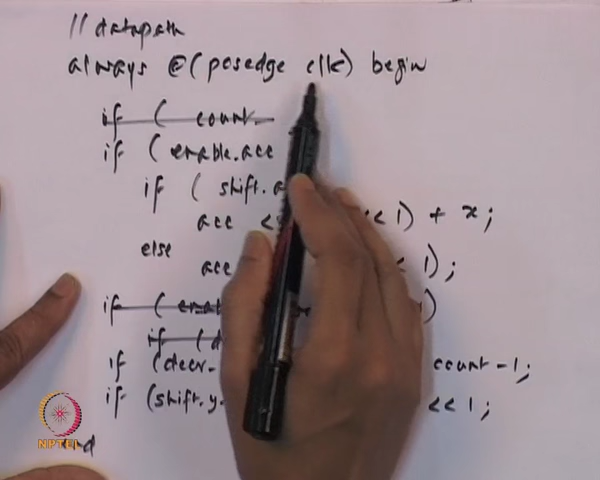 // datapath
always @ (posedge clk) begin
if ( count
if ( enable.acc
if ( shift.a
acc < < 1) + x;
else
acc < 1);
if ( )
if (
if (decr. count - 1;
if (shift.y. << 1;
NPTEL